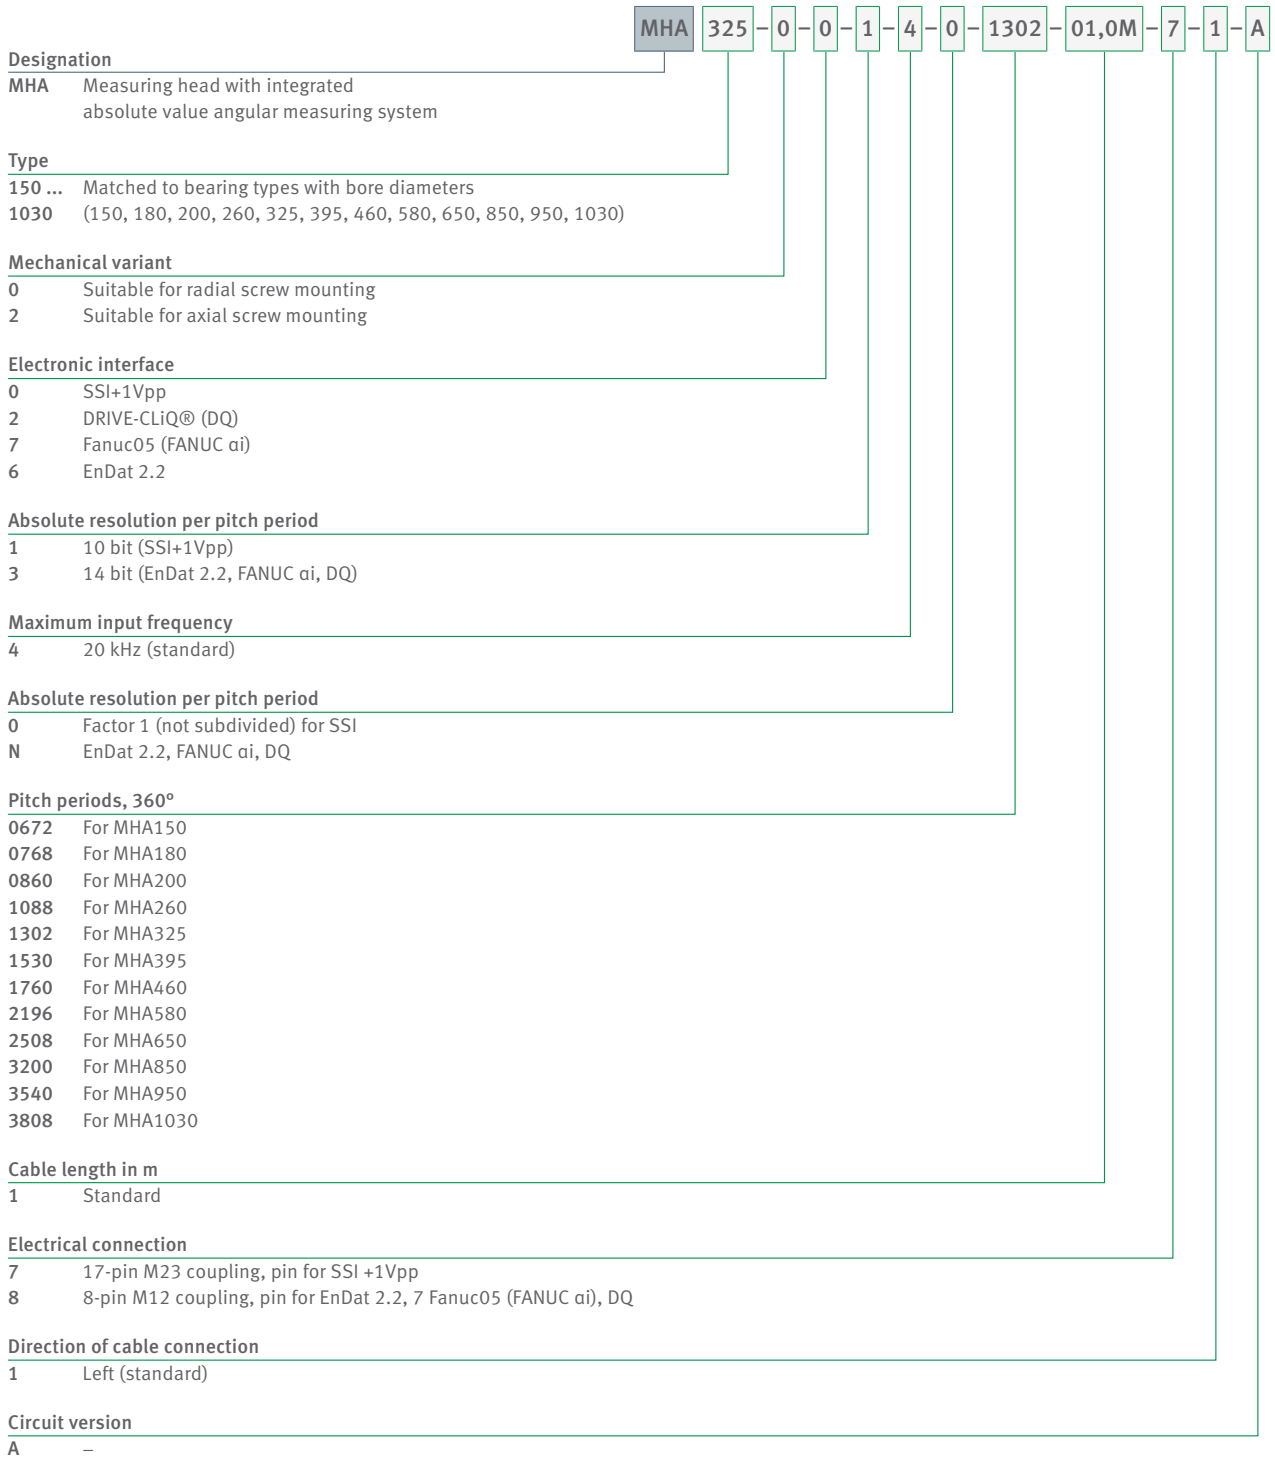 MHA 325 – 0 – 0 – 1 – 4 – 0 – 1302 – 01,0M – 7 – 1 – A
Designation
MHA Measuring head with integrated
absolute value angular measuring system
Type
150 ... Matched to bearing types with bore diameters
1030 (150, 180, 200, 260, 325, 395, 460, 580, 650, 850, 950, 1030)
Mechanical variant
0 Suitable for radial screw mounting
2 Suitable for axial screw mounting
Electronic interface
0 SSI+1Vpp
2 DRIVE-CLiQ® (DQ)
7 Fanuc05 (FANUC αi)
6 EnDat 2.2
Absolute resolution per pitch period
1 10 bit (SSI+1Vpp)
3 14 bit (EnDat 2.2, FANUC αi, DQ)
Maximum input frequency
4 20 kHz (standard)
Absolute resolution per pitch period
0 Factor 1 (not subdivided) for SSI
N EnDat 2.2, FANUC αi, DQ
Pitch periods, 360°
0672 For MHA150
0768 For MHA180
0860 For MHA200
1088 For MHA260
1302 For MHA325
1530 For MHA395
1760 For MHA460
2196 For MHA580
2508 For MHA650
3200 For MHA850
3540 For MHA950
3808 For MHA1030
Cable length in m
1 Standard
Electrical connection
7 17-pin M23 coupling, pin for SSI +1Vpp
8 8-pin M12 coupling, pin for EnDat 2.2, 7 Fanuc05 (FANUC αi), DQ
Direction of cable connection
1 Left (standard)
Circuit version
A –